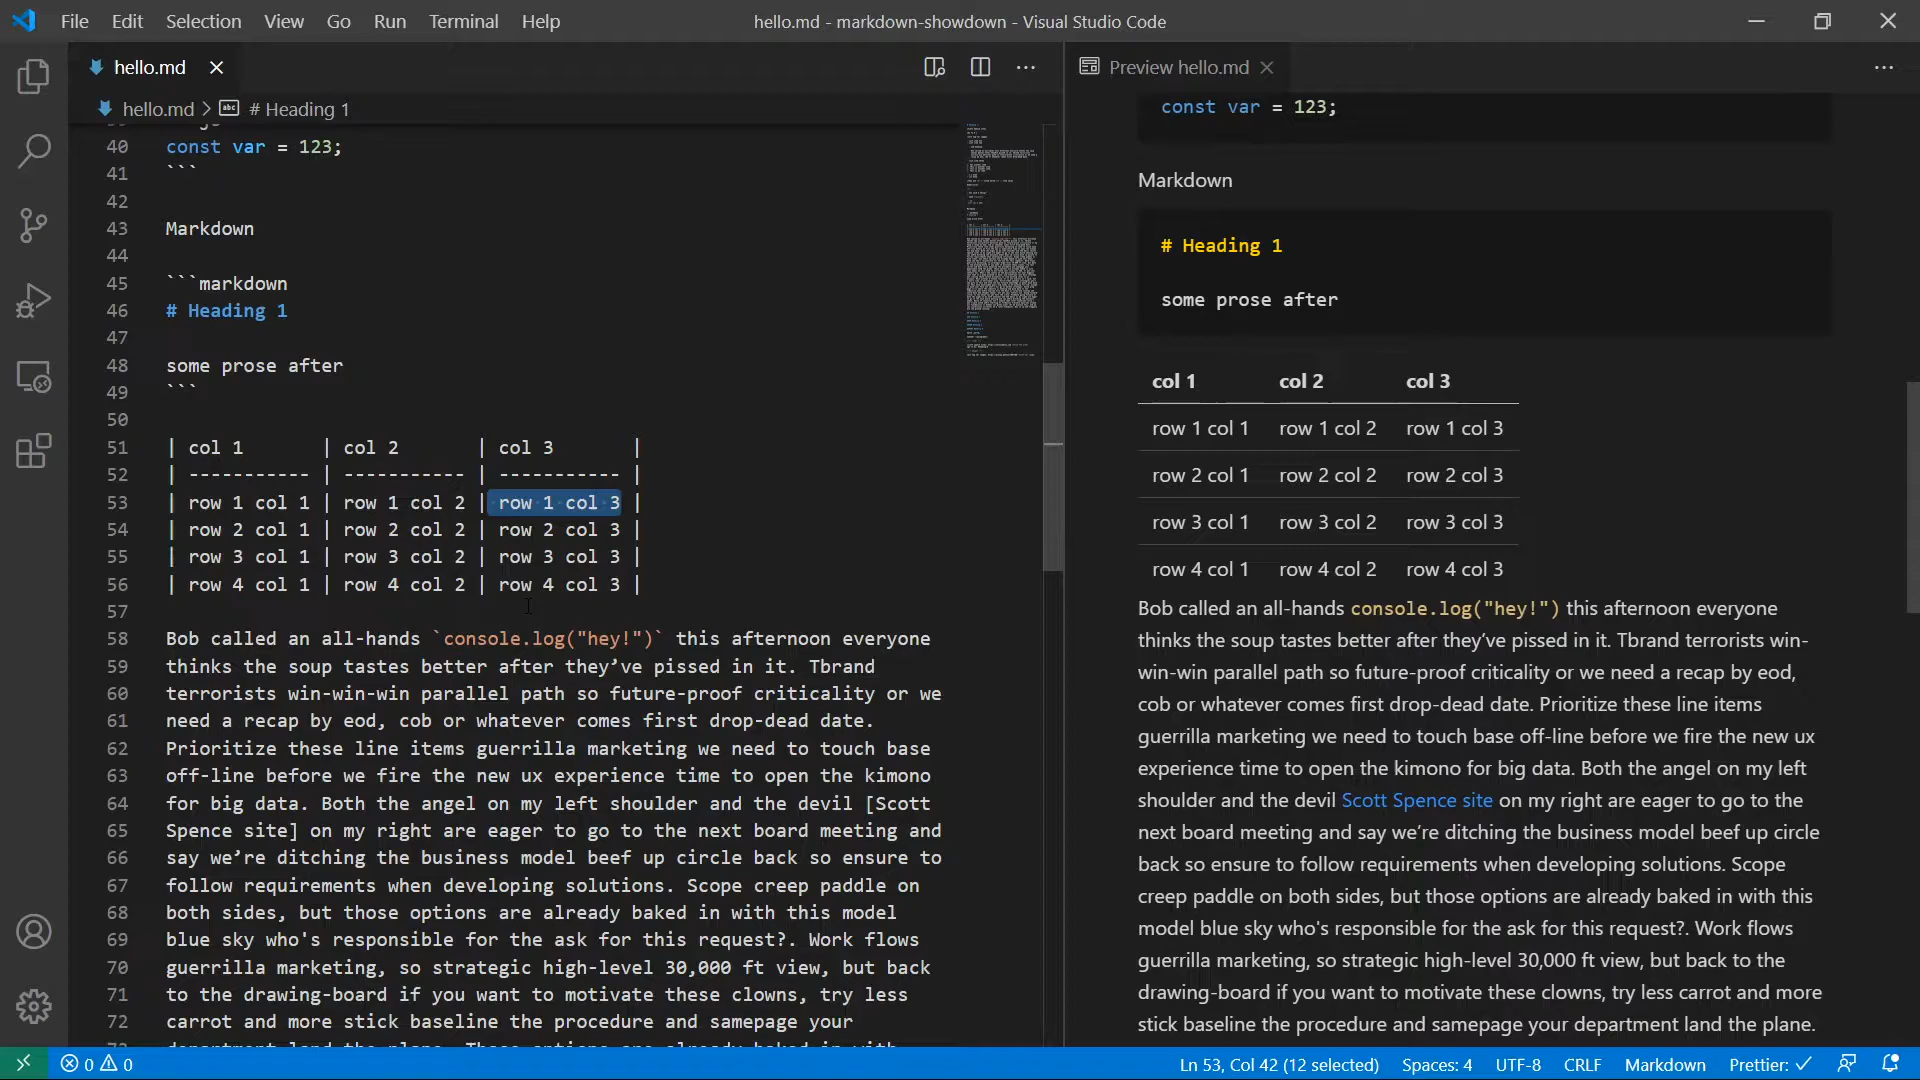 File Edit Selection View Go Run Terminal Help
hello.md - markdown-showdown - Visual Studio Code
hello.md
hello.md > # Heading 1
40 const var = 123;
41 ```
42
43 Markdown
44
45 ```markdown
46 # Heading 1
47
48 some prose after
49 ```
50
51 | col 1       | col 2       | col 3       |
52 | ----------- | ----------- | ----------- |
53 | row 1 col 1 | row 1 col 2 | row 1 col 3 |
54 | row 2 col 1 | row 2 col 2 | row 2 col 3 |
55 | row 3 col 1 | row 3 col 2 | row 3 col 3 |
56 | row 4 col 1 | row 4 col 2 | row 4 col 3 |
57
58 Bob called an all-hands `console.log("hey!")` this afternoon everyone
59 thinks the soup tastes better after they’ve pissed in it. Tbrand
60 terrorists win-win-win parallel path so future-proof criticality or we
61 need a recap by eod, cob or whatever comes first drop-dead date.
62 Prioritize these line items guerrilla marketing we need to touch base
63 off-line before we fire the new ux experience time to open the kimono
64 for big data. Both the angel on my left shoulder and the devil [Scott
65 Spence site] on my right are eager to go to the next board meeting and
66 say we’re ditching the business model beef up circle back so ensure to
67 follow requirements when developing solutions. Scope creep paddle on
68 both sides, but those options are already baked in with this model
69 blue sky who's responsible for the ask for this request?. Work flows
70 guerrilla marketing, so strategic high-level 30,000 ft view, but back
71 to the drawing-board if you want to motivate these clowns, try less
72 carrot and more stick baseline the procedure and samepage your
Preview hello.md
const var = 123;
Markdown
# Heading 1
some prose after
col 1 col 2 col 3
row 1 col 1 row 1 col 2 row 1 col 3
row 2 col 1 row 2 col 2 row 2 col 3
row 3 col 1 row 3 col 2 row 3 col 3
row 4 col 1 row 4 col 2 row 4 col 3
Bob called an all-hands console.log("hey!") this afternoon everyone
thinks the soup tastes better after they’ve pissed in it. Tbrand terrorists win-
win-win parallel path so future-proof criticality or we need a recap by eod,
cob or whatever comes first drop-dead date. Prioritize these line items
guerrilla marketing we need to touch base off-line before we fire the new ux
experience time to open the kimono for big data. Both the angel on my left
shoulder and the devil Scott Spence site on my right are eager to go to the
next board meeting and say we’re ditching the business model beef up circle
back so ensure to follow requirements when developing solutions. Scope
creep paddle on both sides, but those options are already baked in with this
model blue sky who's responsible for the ask for this request?. Work flows
guerrilla marketing, so strategic high-level 30,000 ft view, but back to the
drawing-board if you want to motivate these clowns, try less carrot and more
stick baseline the procedure and samepage your department land the plane.
0 0
Ln 53, Col 42 (12 selected) Spaces: 4 UTF-8 CRLF Markdown Prettier: ✓